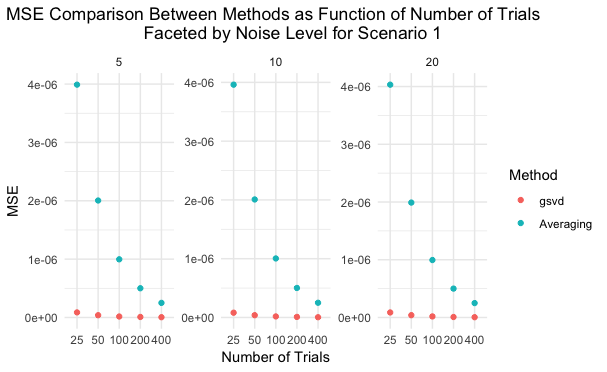 MSE Comparison Between Methods as Function of Number of Trials
Faceted by Noise Level for Scenario 1
5
10
20
4e-06
3e-06
2e-06
1e-06
0e+00
4e-06
3e-06
2e-06
1e-06
0e+00
4e-06
3e-06
2e-06
1e-06
0e+00
MSE
25 50 100 200 400
25 50 100 200 400
25 50 100 200 400
Number of Trials
Method
gsvd
Averaging